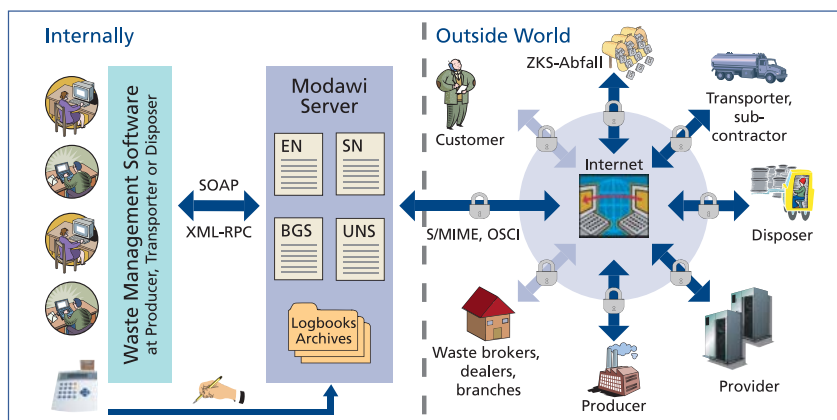 Internally
Waste Management Software
at Producer, Transporter or Disposer
SOAP
XML-RPC
Modawi
Server
EN
SN
BGS
UNS
Logbooks
Archives
Outside World
S/MIME, OSCI
Internet
Customer
ZKS-Abfall
Transporter,
sub-
contractor
Disposer
Provider
Producer
Waste brokers,
dealers,
branches